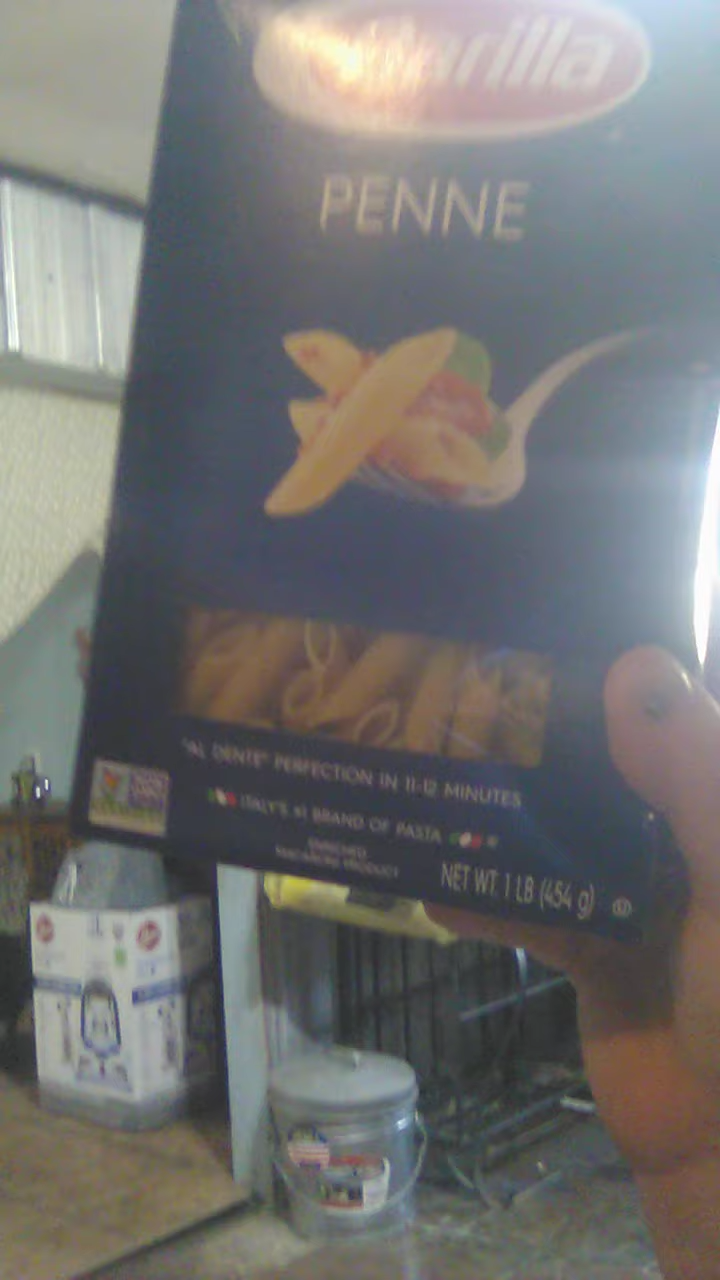 Barilla
PENNE
"AL DENTE" PERFECTION IN 11-12 MINUTES
ITALY'S #1 BRAND OF PASTA
ENRICHED
MACARONI PRODUCT
NET WT. 1 LB (454 g)